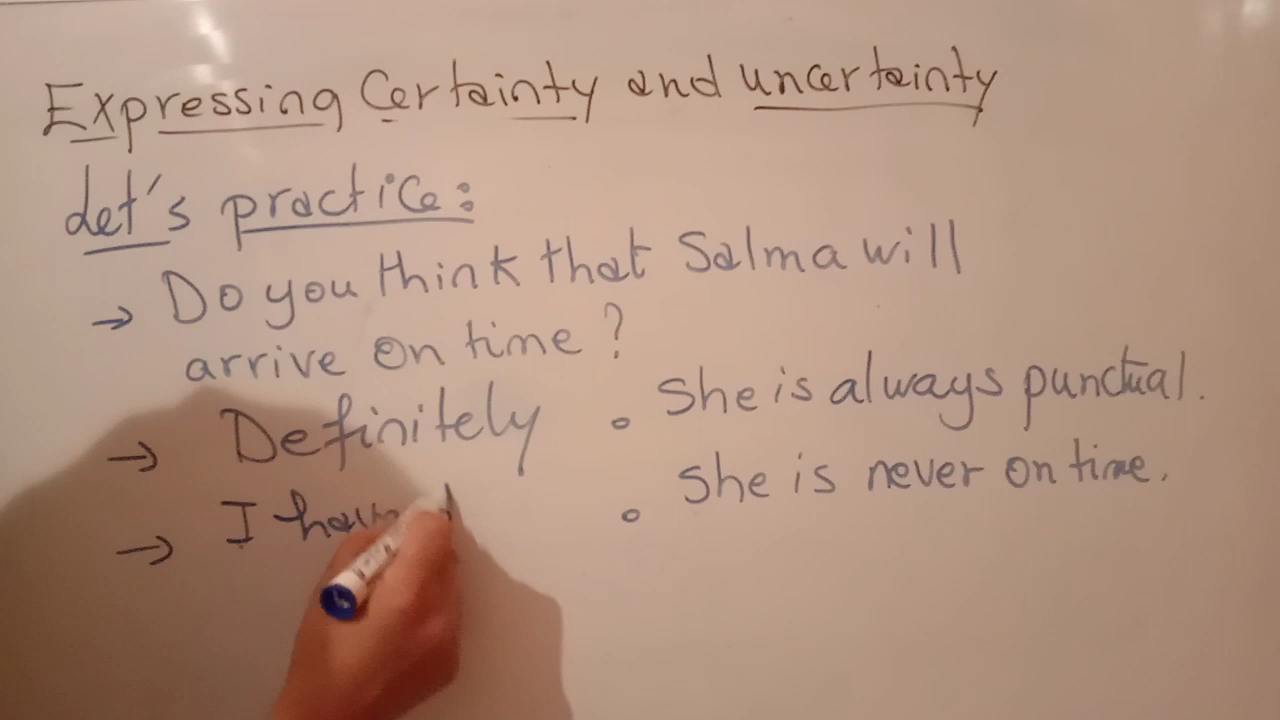 Expressing Certainty and uncertainty
Let's practice:
→ Do you think that Salma will
arrive on time?
→ Definitely . She is always punctual.
→ I . She is never on time.